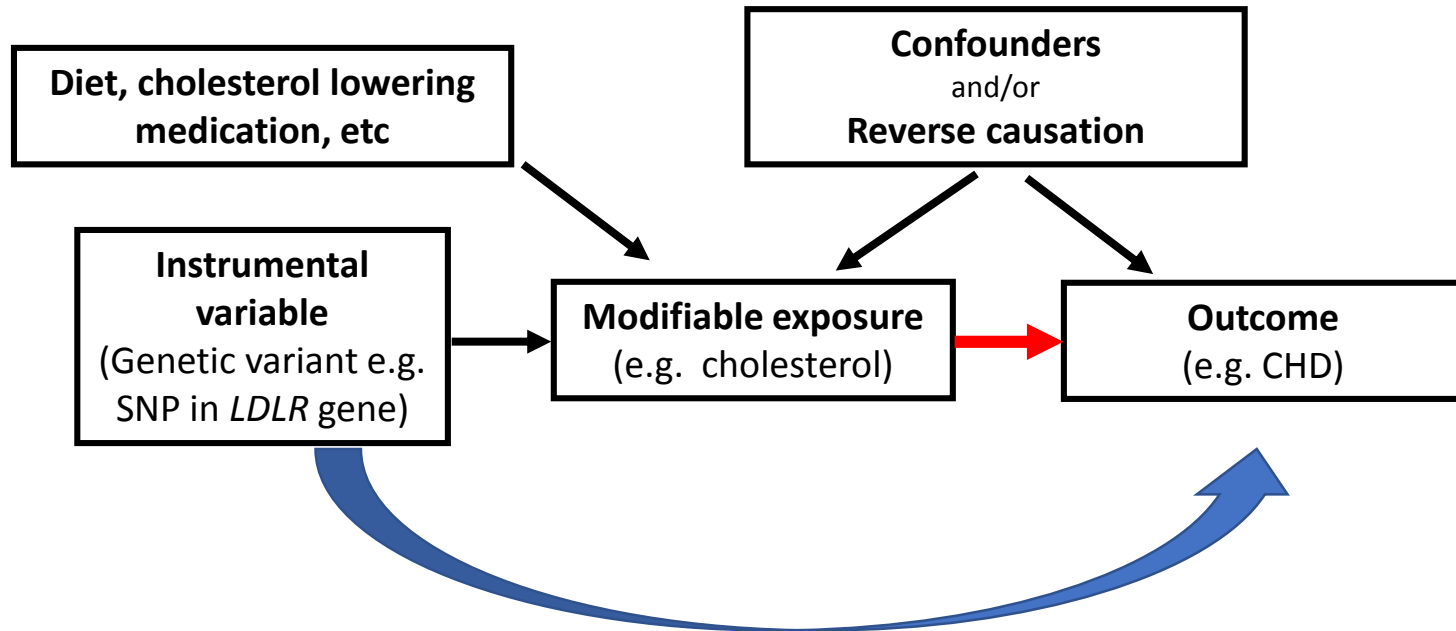 Diet, cholesterol lowering
medication, etc
Confounders
and/or
Reverse causation
Instrumental
variable
(Genetic variant e.g.
SNP in LDLR gene)
Modifiable exposure
(e.g. cholesterol)
Outcome
(e.g. CHD)